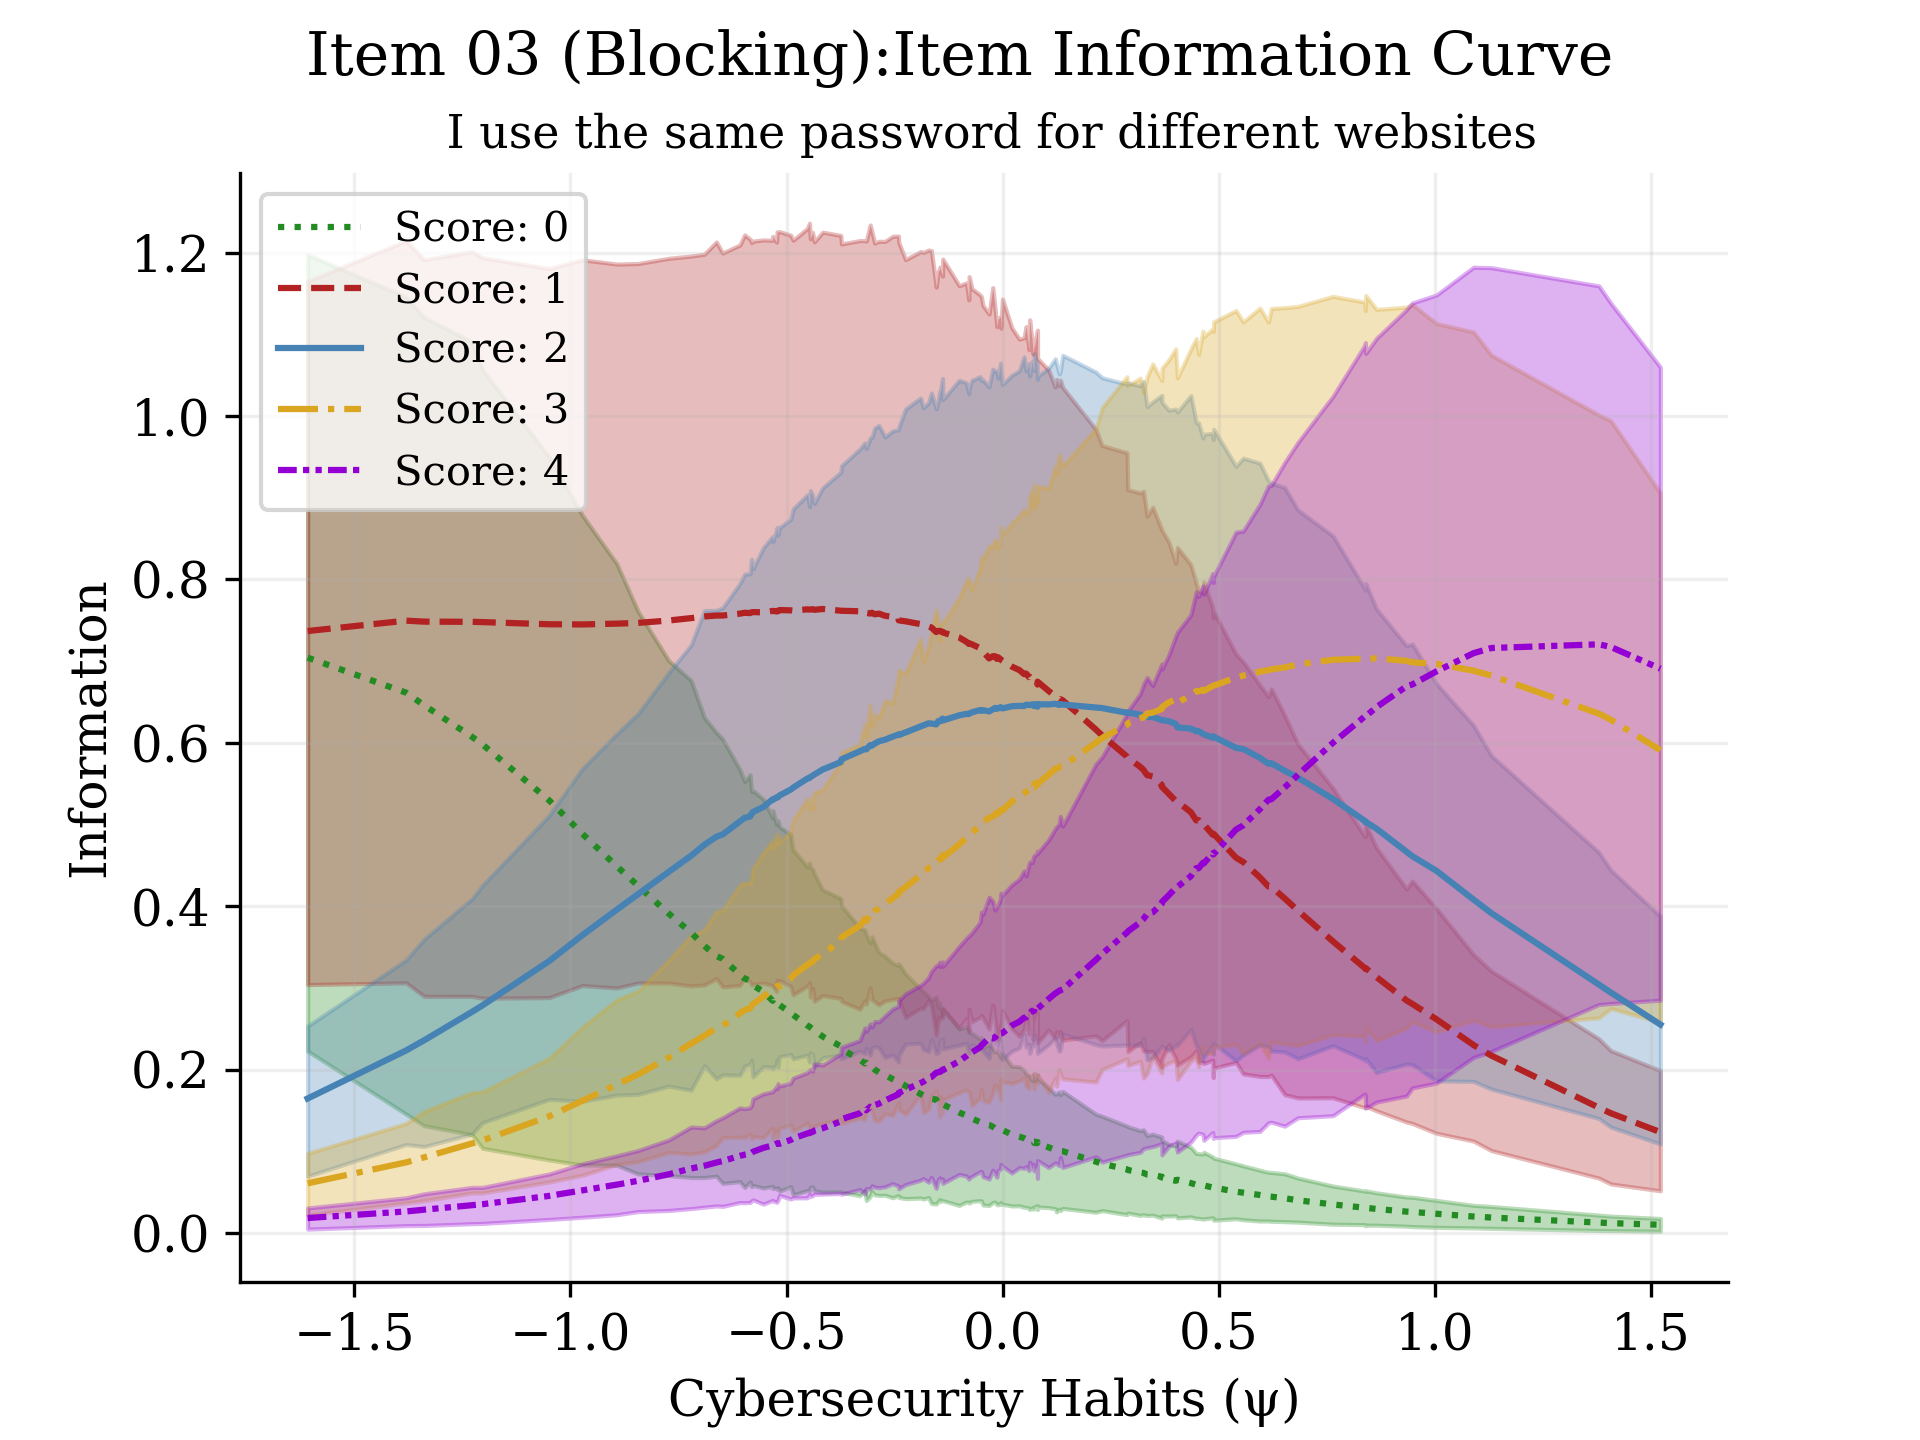 Item 03 (Blocking):Item Information Curve
I use the same password for different websites
Score: 0
Score: 1
Score: 2
Score: 3
Score: 4
Information
1.2
1.0
0.8
0.6
0.4
0.2
0.0
−1.5 −1.0 −0.5 0.0 0.5 1.0 1.5
Cybersecurity Habits (ψ)